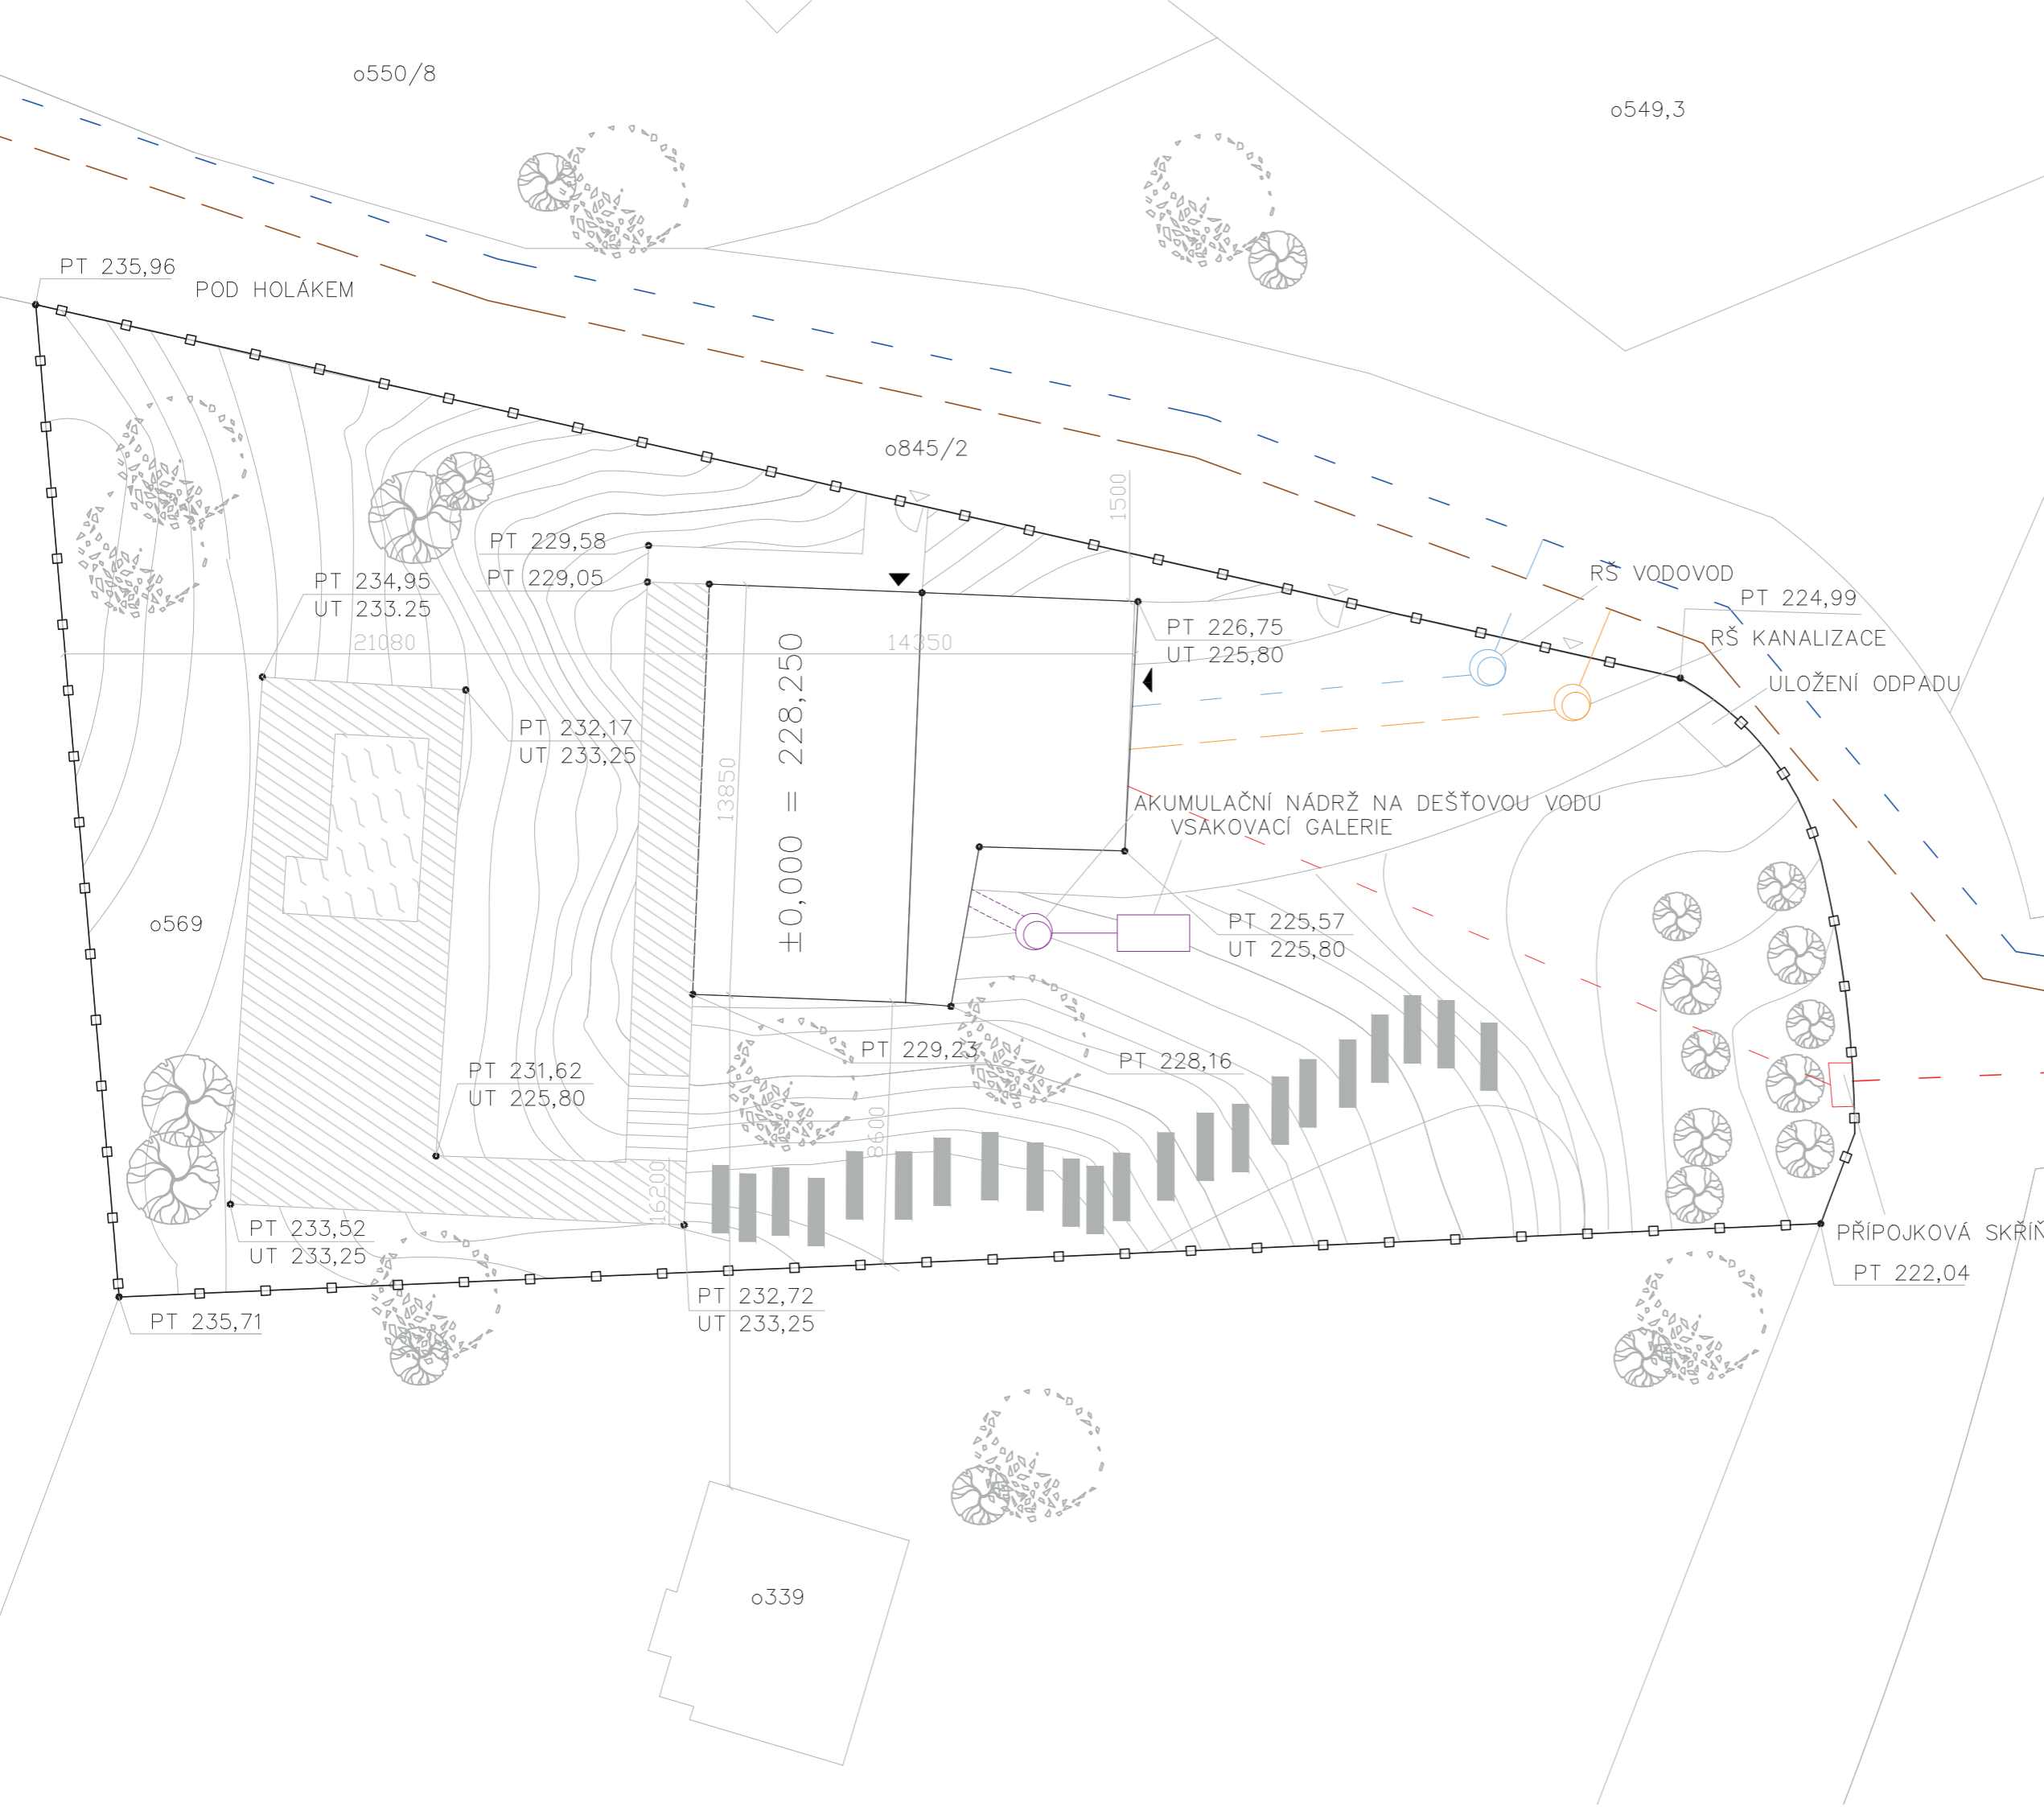 o550/8
o549,3
PT 235,96
POD HOLÁKEM
o845/2
1500
PT 229,58
PT 229,05
PT 234,95
UT 233.25
RŠ VODOVOD
PT 224,99
RŠ KANALIZACE
ULOŽENÍ ODPADU
21080
14350
PT 226,75
UT 225,80
PT 232,17
UT 233,25
13850
±0,000 = 228,250
AKUMULAČNÍ NÁDRŽ NA DEŠŤOVOU VODU
VSAKOVACÍ GALERIE
o569
PT 225,57
UT 225,80
PT 229,23
PT 228,16
PT 231,62
UT 225,80
8600
16200
PT 233,52
UT 233,25
PŘÍPOJKOVÁ SKŘÍŇ
PT 222,04
PT 232,72
UT 233,25
PT 235,71
o339